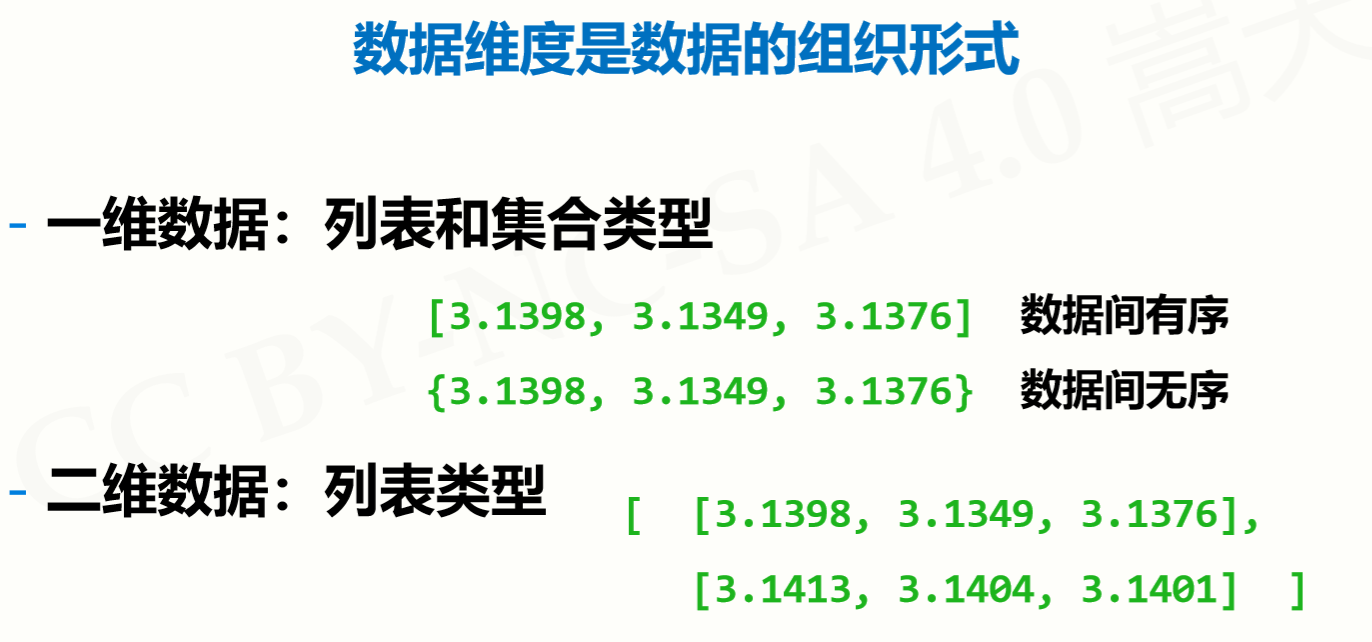 数据维度是数据的组织形式
- 一维数据：列表和集合类型
[3.1398, 3.1349, 3.1376] 数据间有序
{3.1398, 3.1349, 3.1376} 数据间无序
- 二维数据：列表类型
[ [3.1398, 3.1349, 3.1376],
[3.1413, 3.1404, 3.1401] ]
CC BY-NC-SA 4.0 嵩天